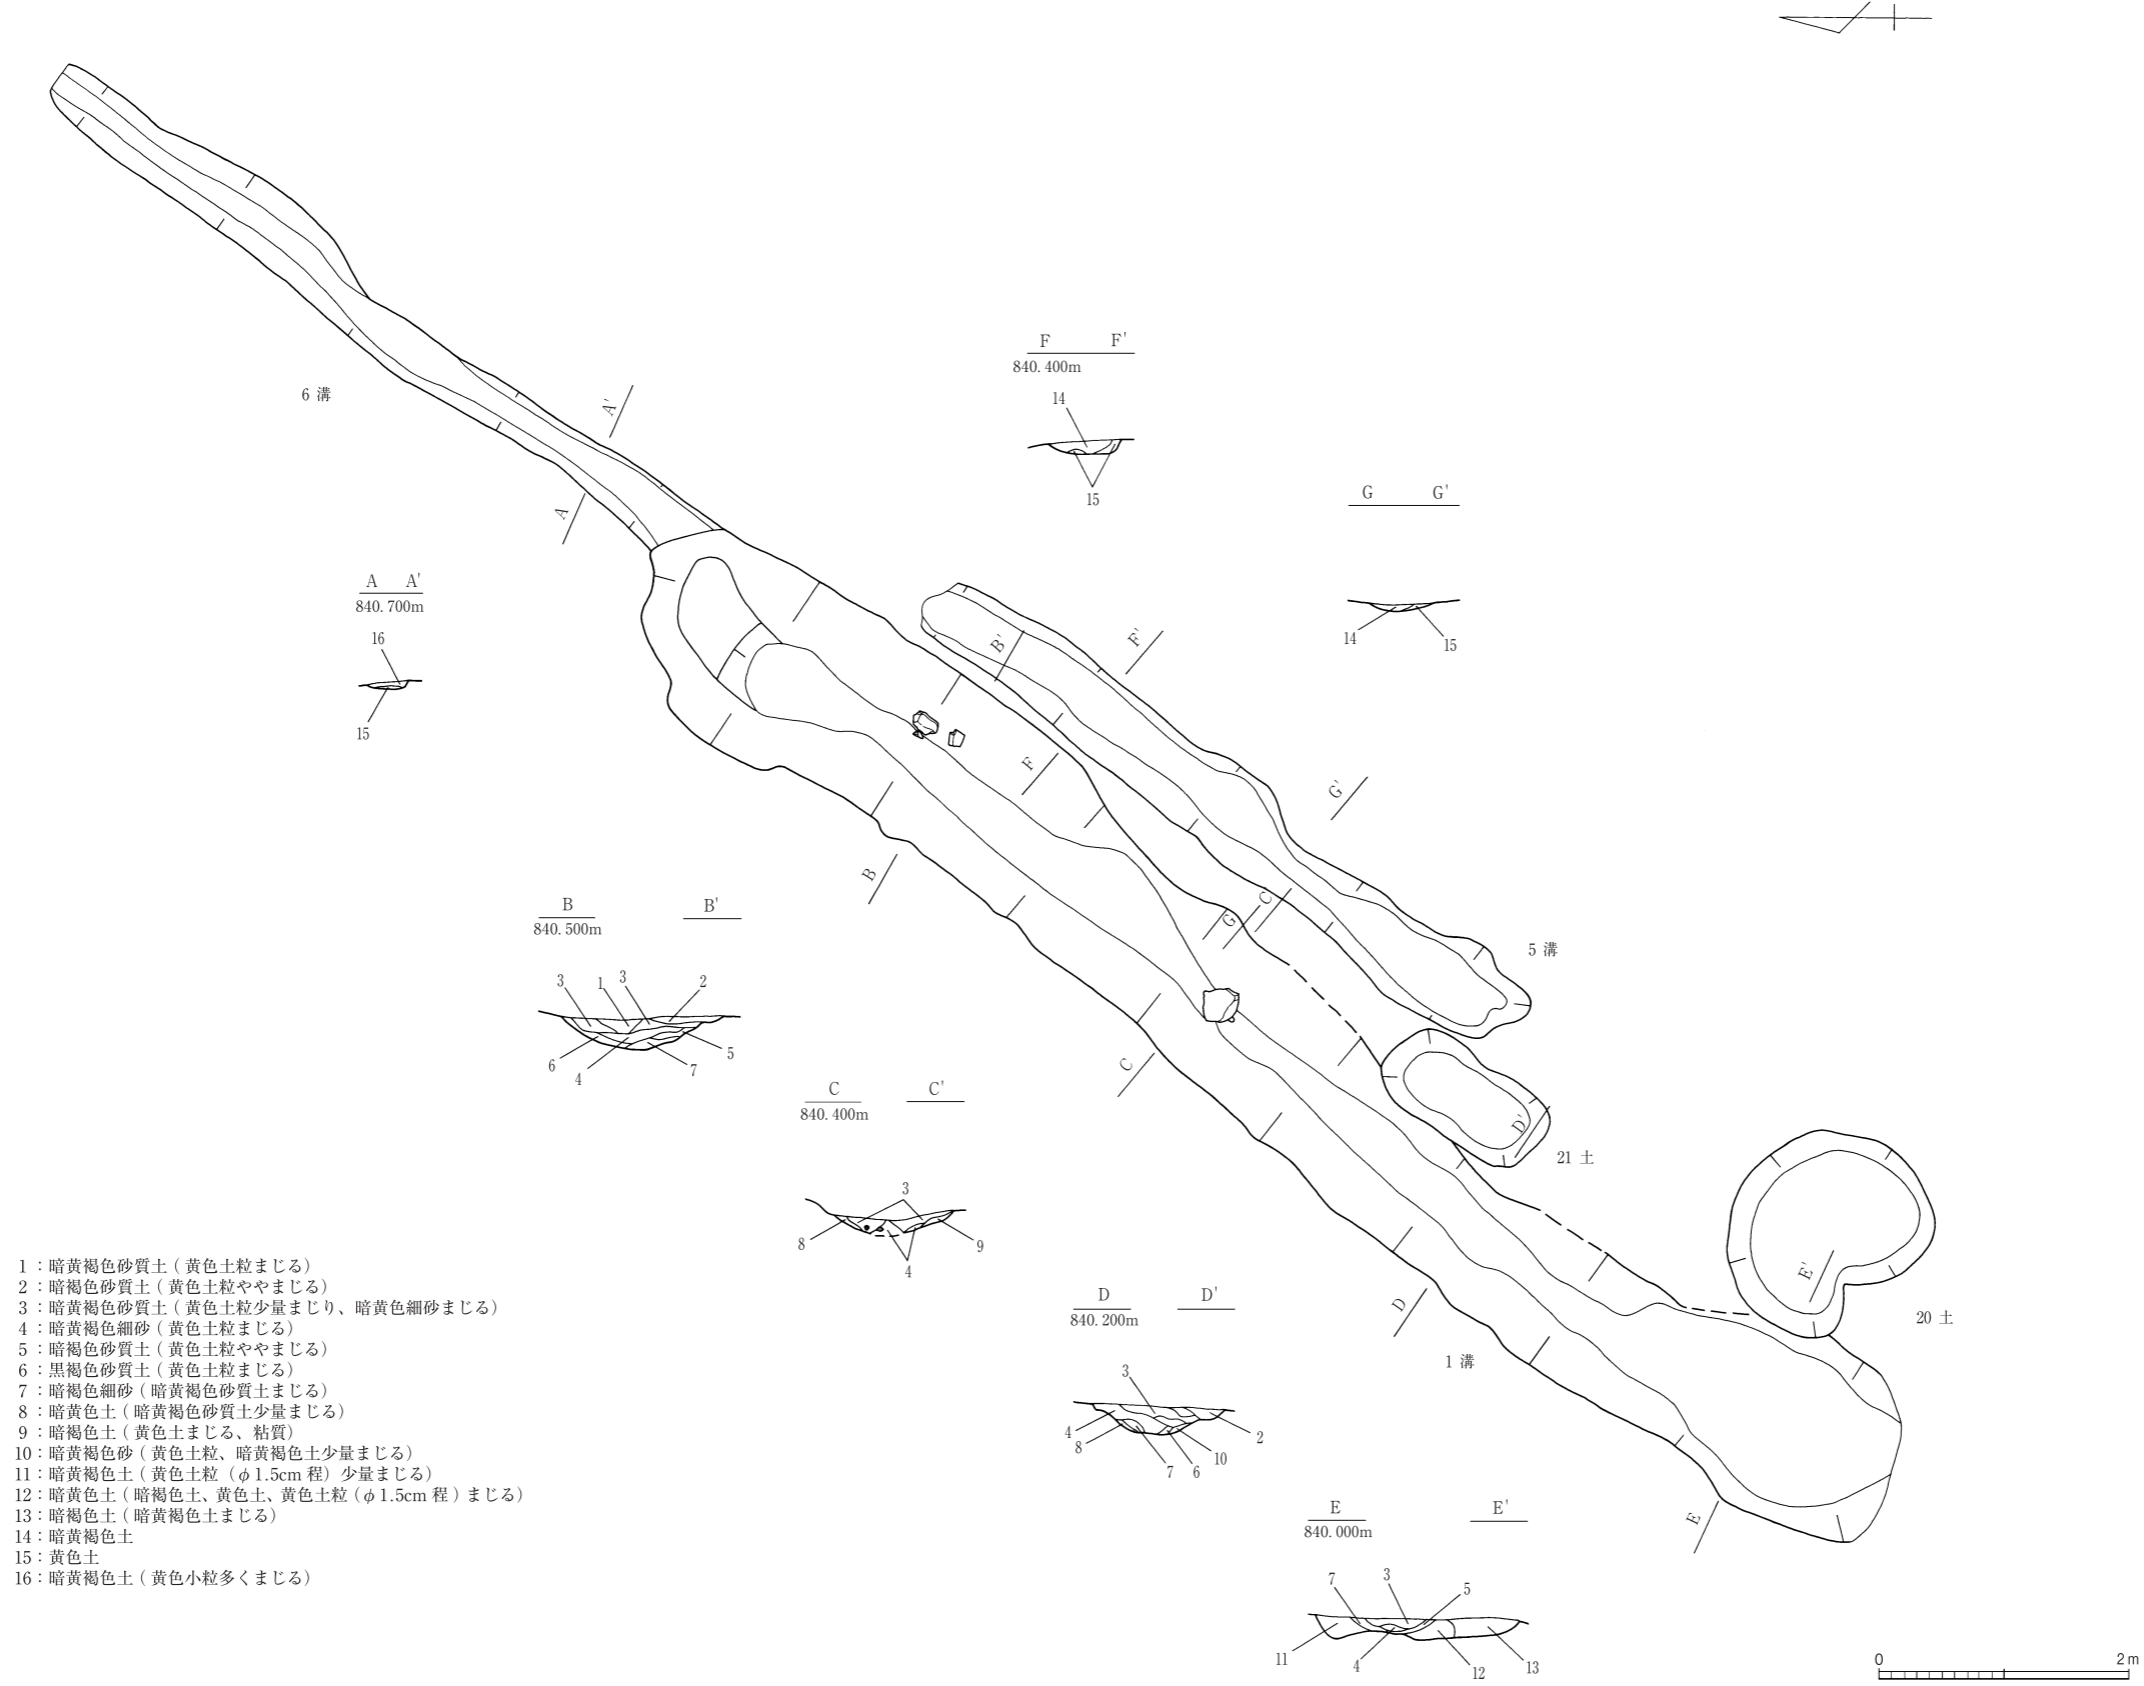 6 溝
A'
A
A A'
840.700m
16
15
F F'
840.400m
14
15
G G'
14 15
B'
F'
F
G'
B
G
C'
5 溝
B B'
840.500m
3 1 3 2
6 4 7 5
C
C C'
840.400m
3
8 4 9
D'
21 土
E'
20 土
D
1 溝
E
D D'
840.200m
3
4 8 7 6 10 2
E E'
840.000m
7 3 5
11 4 12 13
1 : 暗黄褐色砂質土 ( 黄色土粒まじる)
2 : 暗褐色砂質土 ( 黄色土粒ややまじる)
3 : 暗黄褐色砂質土 ( 黄色土粒少量まじり、暗黄色細砂まじる)
4 : 暗黄褐色細砂 ( 黄色土粒まじる)
5 : 暗褐色砂質土 ( 黄色土粒ややまじる)
6 : 黒褐色砂質土 ( 黄色土粒まじる)
7 : 暗褐色細砂 ( 暗黄褐色砂質土まじる)
8 : 暗黄色土 ( 暗黄褐色砂質土少量まじる)
9 : 暗褐色土 ( 黄色土まじる、粘質)
10 : 暗黄褐色砂 ( 黄色土粒、暗黄褐色土少量まじる)
11 : 暗黄褐色土 ( 黄色土粒 (φ 1.5cm 程) 少量まじる)
12 : 暗黄色土 ( 暗褐色土、黄色土、黄色土粒 ( φ 1.5cm 程 ) まじる)
13 : 暗褐色土 ( 暗黄褐色土まじる)
14 : 暗黄褐色土
15 : 黄色土
16 : 暗黄褐色土 ( 黄色小粒多くまじる)
0 2 m